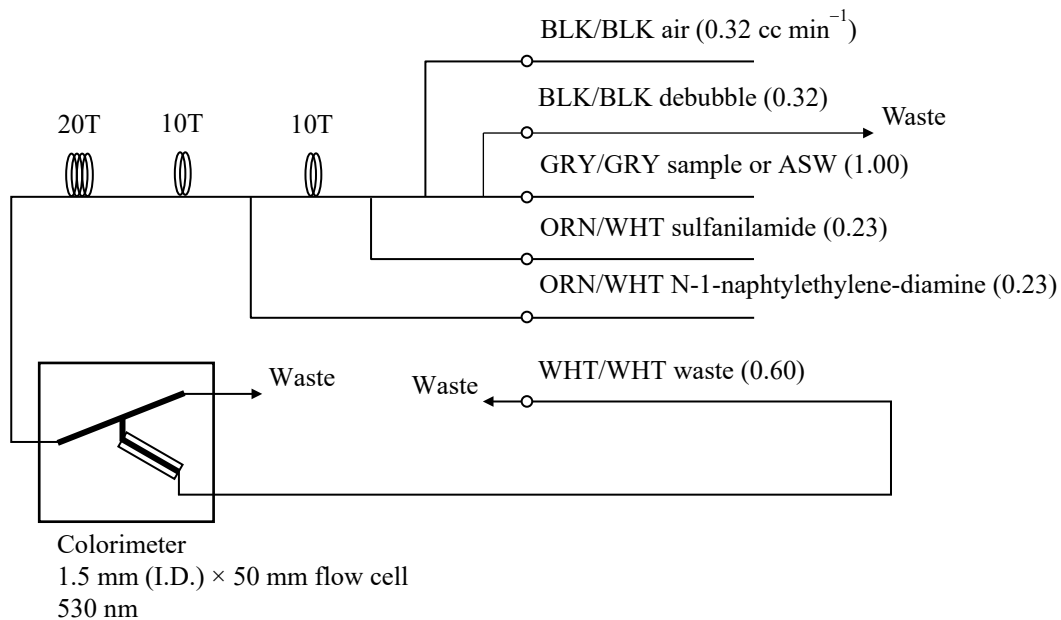 BLK/BLK air (0.32 cc min⁻¹)
BLK/BLK debubble (0.32)
Waste
20T
10T
10T
GRY/GRY sample or ASW (1.00)
ORN/WHT sulfanilamide (0.23)
ORN/WHT N-1-naphtylethylene-diamine (0.23)
WHT/WHT waste (0.60)
Waste
Waste
Colorimeter
1.5 mm (I.D.) × 50 mm flow cell
530 nm